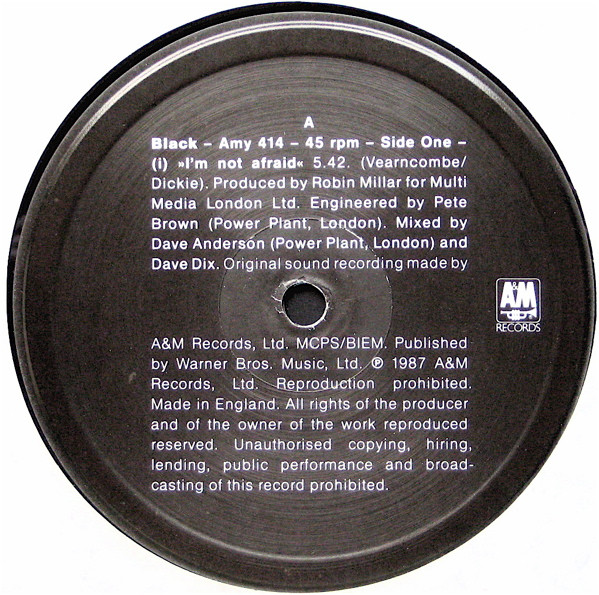 A
Black – Amy 414 – 45 rpm – Side One –
(i) »I'm not afraid« 5.42. (Vearncombe/
Dickie). Produced by Robin Millar for Multi
Media London Ltd. Engineered by Pete
Brown (Power Plant, London). Mixed by
Dave Anderson (Power Plant, London) and
Dave Dix. Original sound recording made by
A&M
RECORDS
A&M Records, Ltd. MCPS/BIEM. Published
by Warner Bros. Music, Ltd. ℗ 1987 A&M
Records, Ltd. Reproduction prohibited.
Made in England. All rights of the producer
and of the owner of the work reproduced
reserved. Unauthorised copying, hiring,
lending, public performance and broad-
casting of this record prohibited.